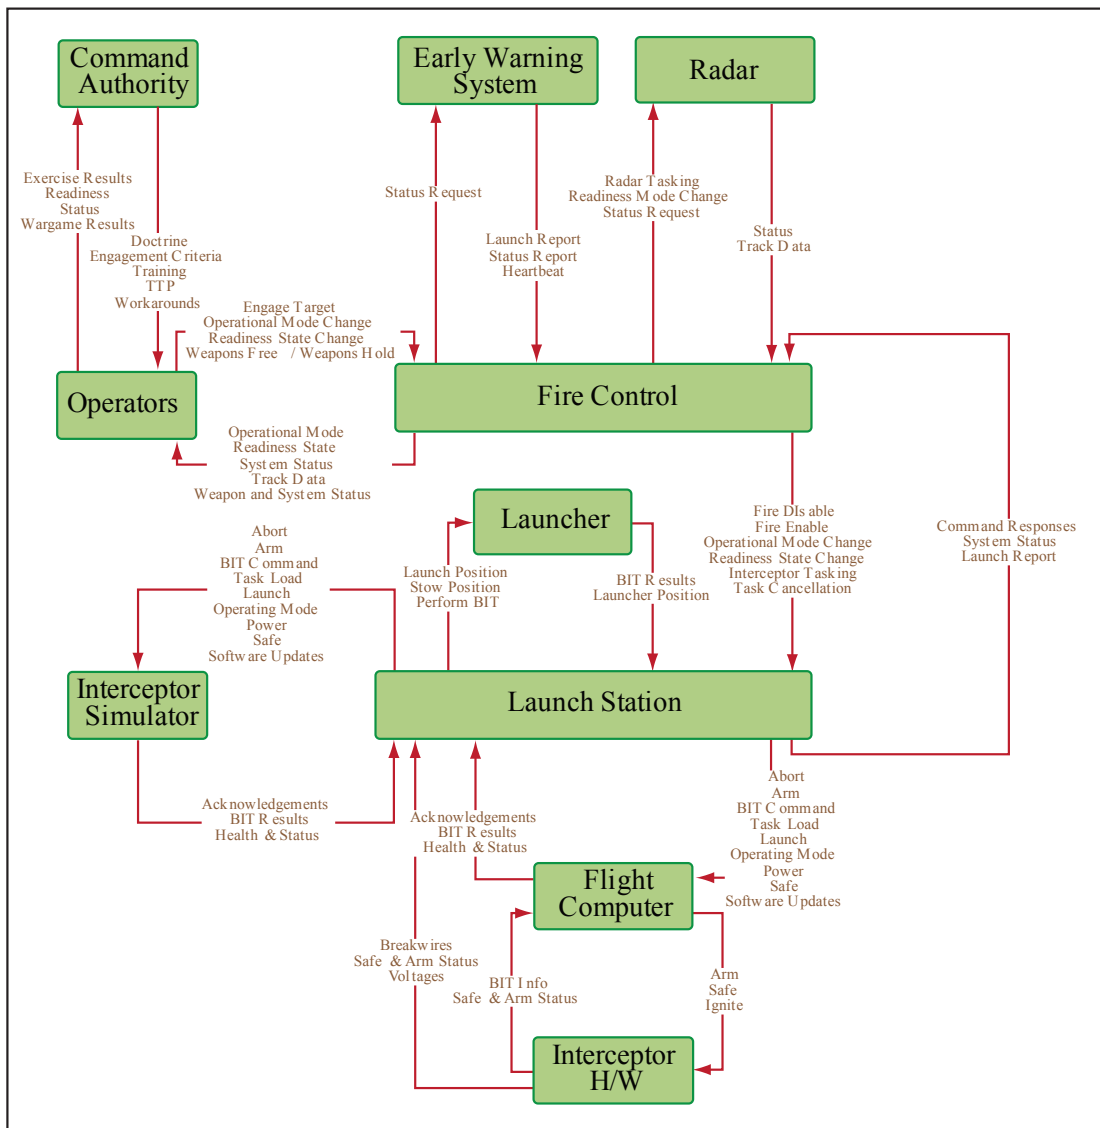 Command
Authority
Early Warning
System
Radar
Exercise Results
Readiness
Status
Wargame Results
Status Request
Radar Tasking
Readiness Mode Change
Status Request
Doctrine
Engagement Criteria
Training
TTP
Workarounds
Launch Report
Status Report
Heartbeat
Status
Track Data
Engage Target
Operational Mode Change
Readiness State Change
Weapons Free / Weapons Hold
Operators
Fire Control
Operational Mode
Readiness State
System Status
Track Data
Weapon and System Status
Launcher
Abort
Arm
BIT Command
Task Load
Launch
Operating Mode
Power
Safe
Software Updates
Launch Position
Stow Position
Perform BIT
BIT Results
Launcher Position
Fire DIsable
Fire Enable
Operational Mode Change
Readiness State Change
Interceptor Tasking
Task Cancellation
Command Responses
System Status
Launch Report
Interceptor
Simulator
Launch Station
Acknowledgements
BIT Results
Health & Status
Acknowledgements
BIT Results
Health & Status
Abort
Arm
BIT Command
Task Load
Launch
Operating Mode
Power
Safe
Software Updates
Flight
Computer
Breakwires
Safe & Arm Status
Voltages
BIT Info
Safe & Arm Status
Arm
Safe
Ignite
Interceptor
H/W